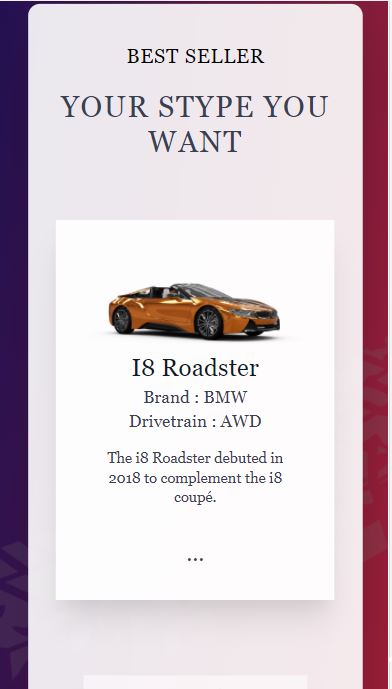 BEST SELLER
YOUR STYPE YOU
WANT
I8 Roadster
Brand : BMW
Drivetrain : AWD
The i8 Roadster debuted in
2018 to complement the i8
coupé.
...